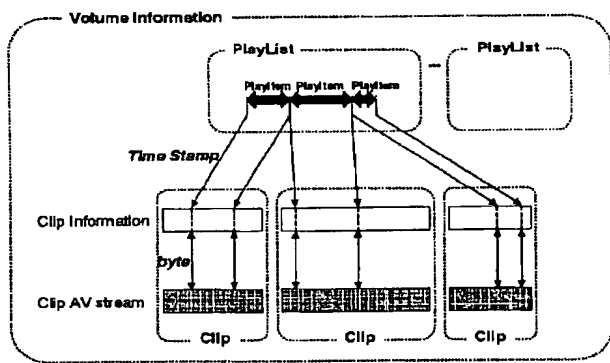 Volume Information
PlayList
PlayList
PlayItem PlayItem PlayItem
Time Stamp
Clip Information
byte
Clip AV stream
Clip
Clip
Clip